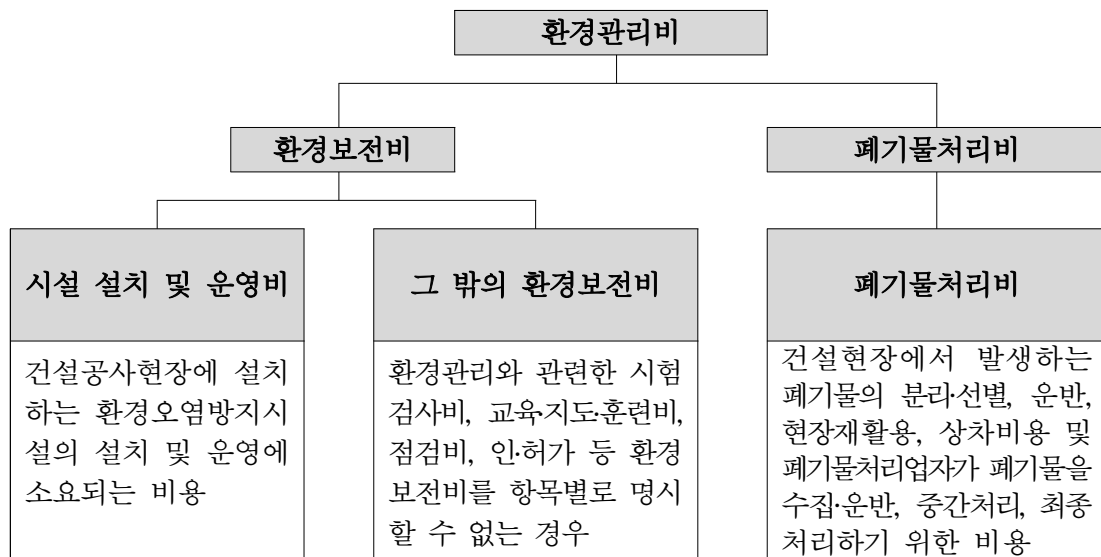 환경관리비
환경보전비
폐기물처리비
시설 설치 및 운영비
건설공사현장에 설치
하는 환경오염방지시
설의 설치 및 운영에
소요되는 비용
그 밖의 환경보전비
환경관리와 관련한 시험
검사비, 교육·지도·훈련비,
점검비, 인·허가 등 환경
보전비를 항목별로 명시
할 수 없는 경우
폐기물처리비
건설현장에서 발생하는
폐기물의 분리·선별, 운반,
현장재활용, 상차비용 및
폐기물처리업자가 폐기물을
수집·운반, 중간처리, 최종
처리하기 위한 비용